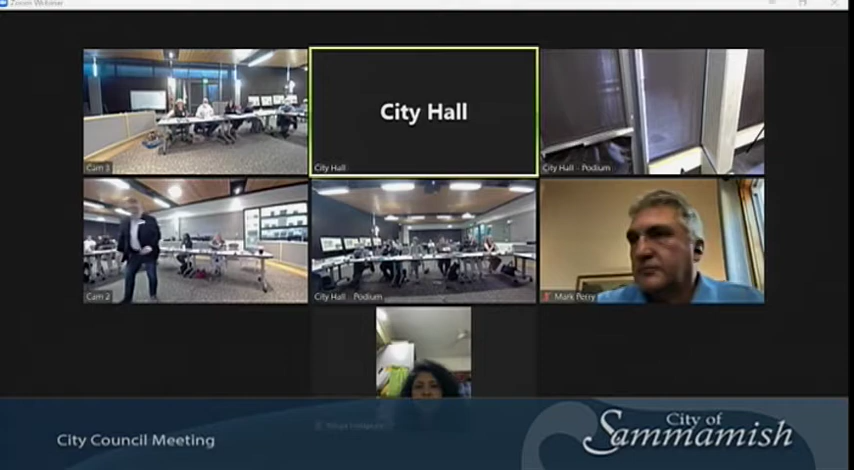 Zoom Webinar
Cam 3
City Hall
City Hall
City Hall - Podium
Cam 2
City Hall - Podium
Mark Perry
City Council Meeting
City of
Sammamish